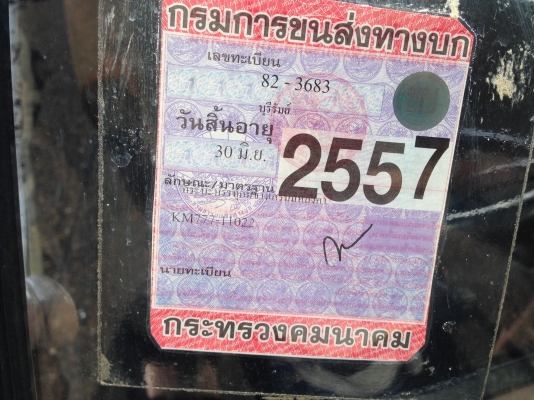 กรมการขนส่งทางบก
เลขทะเบียน
82 - 3683
บุรีรัมย์
วันสิ้นอายุ
30 มิ.ย.
2557
ลักษณะ/มาตรฐาน
KM777-11022
นายทะเบียน
กระทรวงคมนาคม